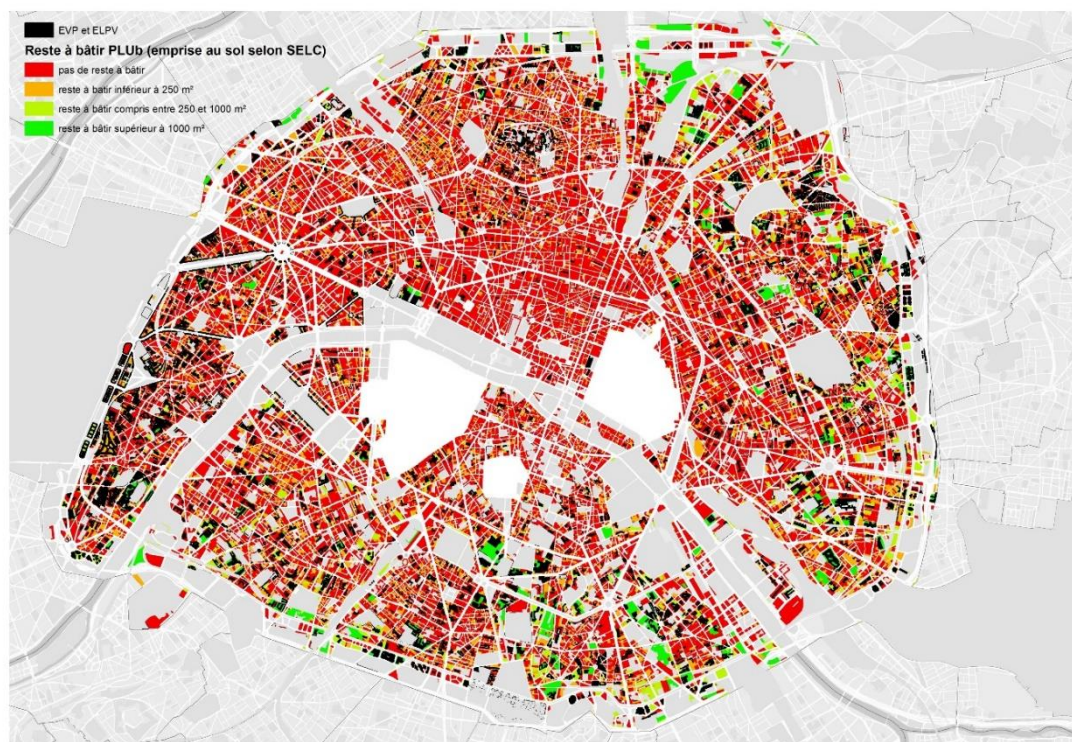 EVP et ELPV
Reste à bâtir PLUb (emprise au sol selon SELC)
pas de reste à bâtir
reste à bâtir inférieur à 250 m²
reste à bâtir compris entre 250 et 1000 m²
reste à bâtir supérieur à 1000 m²